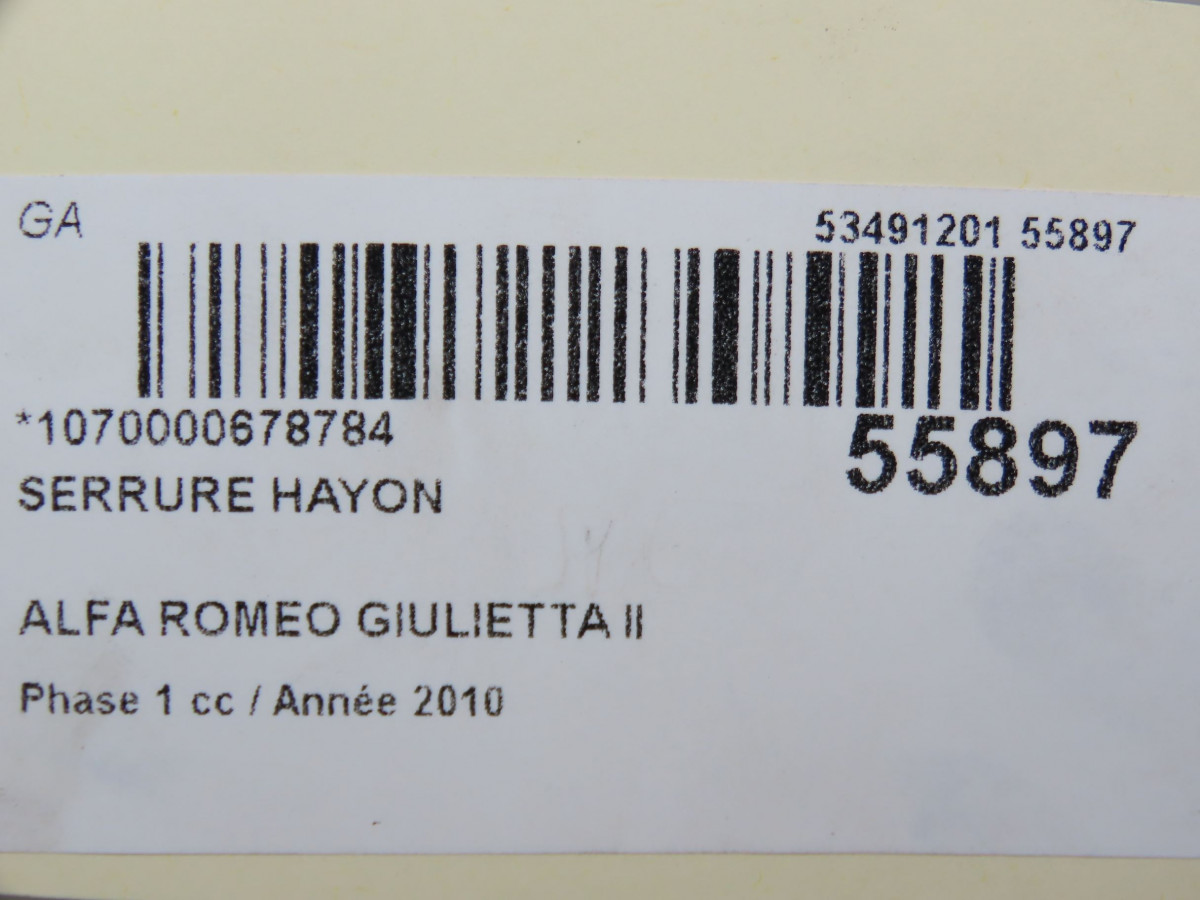 GA
53491201 55897
*1070000678784
55897
SERRURE HAYON
ALFA ROMEO GIULIETTA II
Phase 1 cc / Année 2010